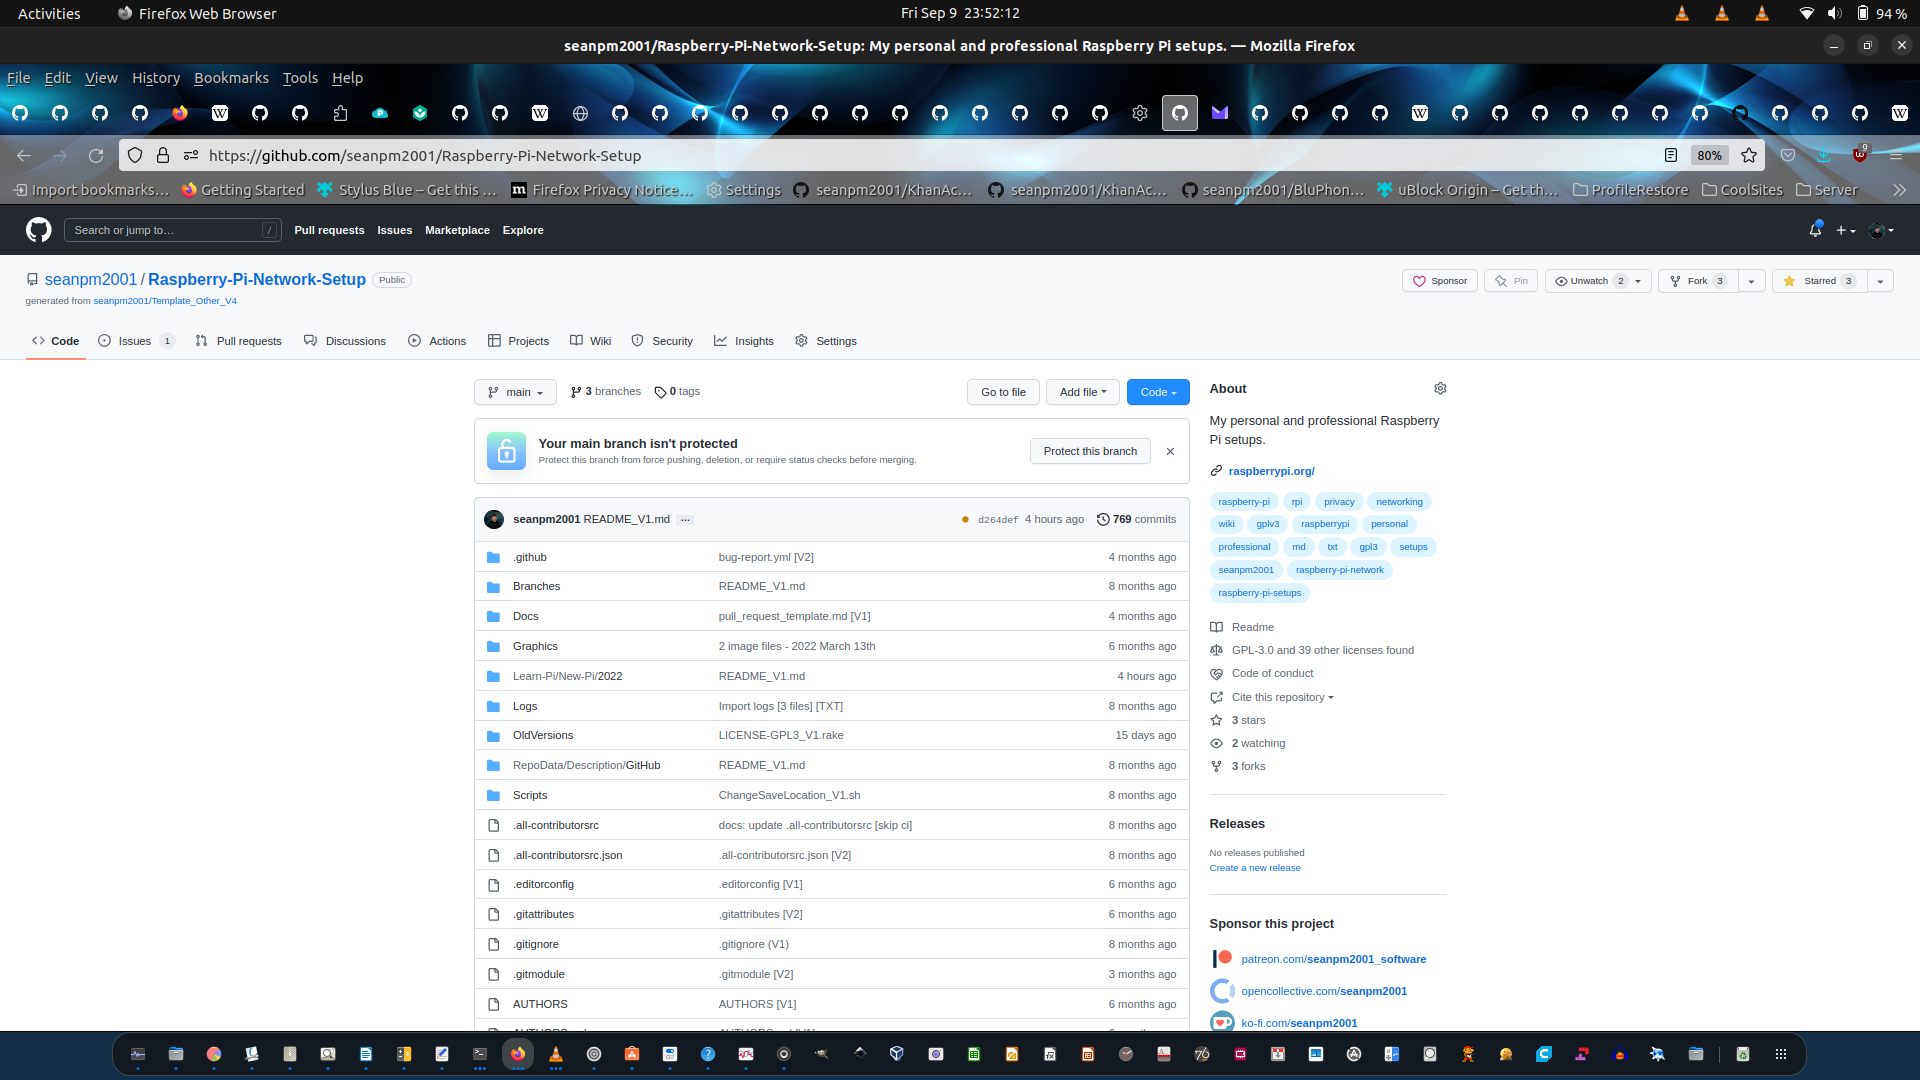 Activities Firefox Web Browser Fri Sep 9 23:52:12 94 %
seanpm2001/Raspberry-Pi-Network-Setup: My personal and professional Raspberry Pi setups. — Mozilla Firefox
File Edit View History Bookmarks Tools Help
https://github.com/seanpm2001/Raspberry-Pi-Network-Setup 80% 9
Import bookmarks… Getting Started Stylus Blue – Get this … Firefox Privacy Notice… Settings seanpm2001/KhanAc… seanpm2001/KhanAc… seanpm2001/BluPhon… uBlock Origin – Get th… ProfileRestore CoolSites Server
Search or jump to… / Pull requests Issues Marketplace Explore
seanpm2001 / Raspberry-Pi-Network-Setup Public Sponsor Pin Unwatch 2 Fork 3 Starred 3
generated from seanpm2001/Template_Other_V4
Code Issues 1 Pull requests Discussions Actions Projects Wiki Security Insights Settings
main 3 branches 0 tags Go to file Add file Code
Your main branch isn't protected
Protect this branch from force pushing, deletion, or require status checks before merging.
Protect this branch
seanpm2001 README_V1.md ... d264def 4 hours ago 769 commits
.github bug-report.yml [V2] 4 months ago
Branches README_V1.md 8 months ago
Docs pull_request_template.md [V1] 4 months ago
Graphics 2 image files - 2022 March 13th 6 months ago
Learn-Pi/New-Pi/2022 README_V1.md 4 hours ago
Logs Import logs [3 files] [TXT] 8 months ago
OldVersions LICENSE-GPL3_V1.rake 15 days ago
RepoData/Description/GitHub README_V1.md 8 months ago
Scripts ChangeSaveLocation_V1.sh 8 months ago
.all-contributorsrc docs: update .all-contributorsrc [skip ci] 8 months ago
.all-contributorsrc.json .all-contributorsrc.json [V2] 8 months ago
.editorconfig .editorconfig [V1] 6 months ago
.gitattributes ,gitattributes [V2] 6 months ago
.gitignore .gitignore (V1) 8 months ago
.gitmodule .gitmodule [V2] 3 months ago
AUTHORS AUTHORS [V1] 6 months ago
About
My personal and professional Raspberry
Pi setups.
raspberrypi.org/
raspberry-pi rpi privacy networking
wiki gplv3 raspberrypi personal
professional md txt gpl3 setups
seanpm2001 raspberry-pi-network
raspberry-pi-setups
Readme
GPL-3.0 and 39 other licenses found
Code of conduct
Cite this repository
3 stars
2 watching
3 forks
Releases
No releases published
Create a new release
Sponsor this project
patreon.com/seanpm2001_software
opencollective.com/seanpm2001
ko-fi.com/seanpm2001